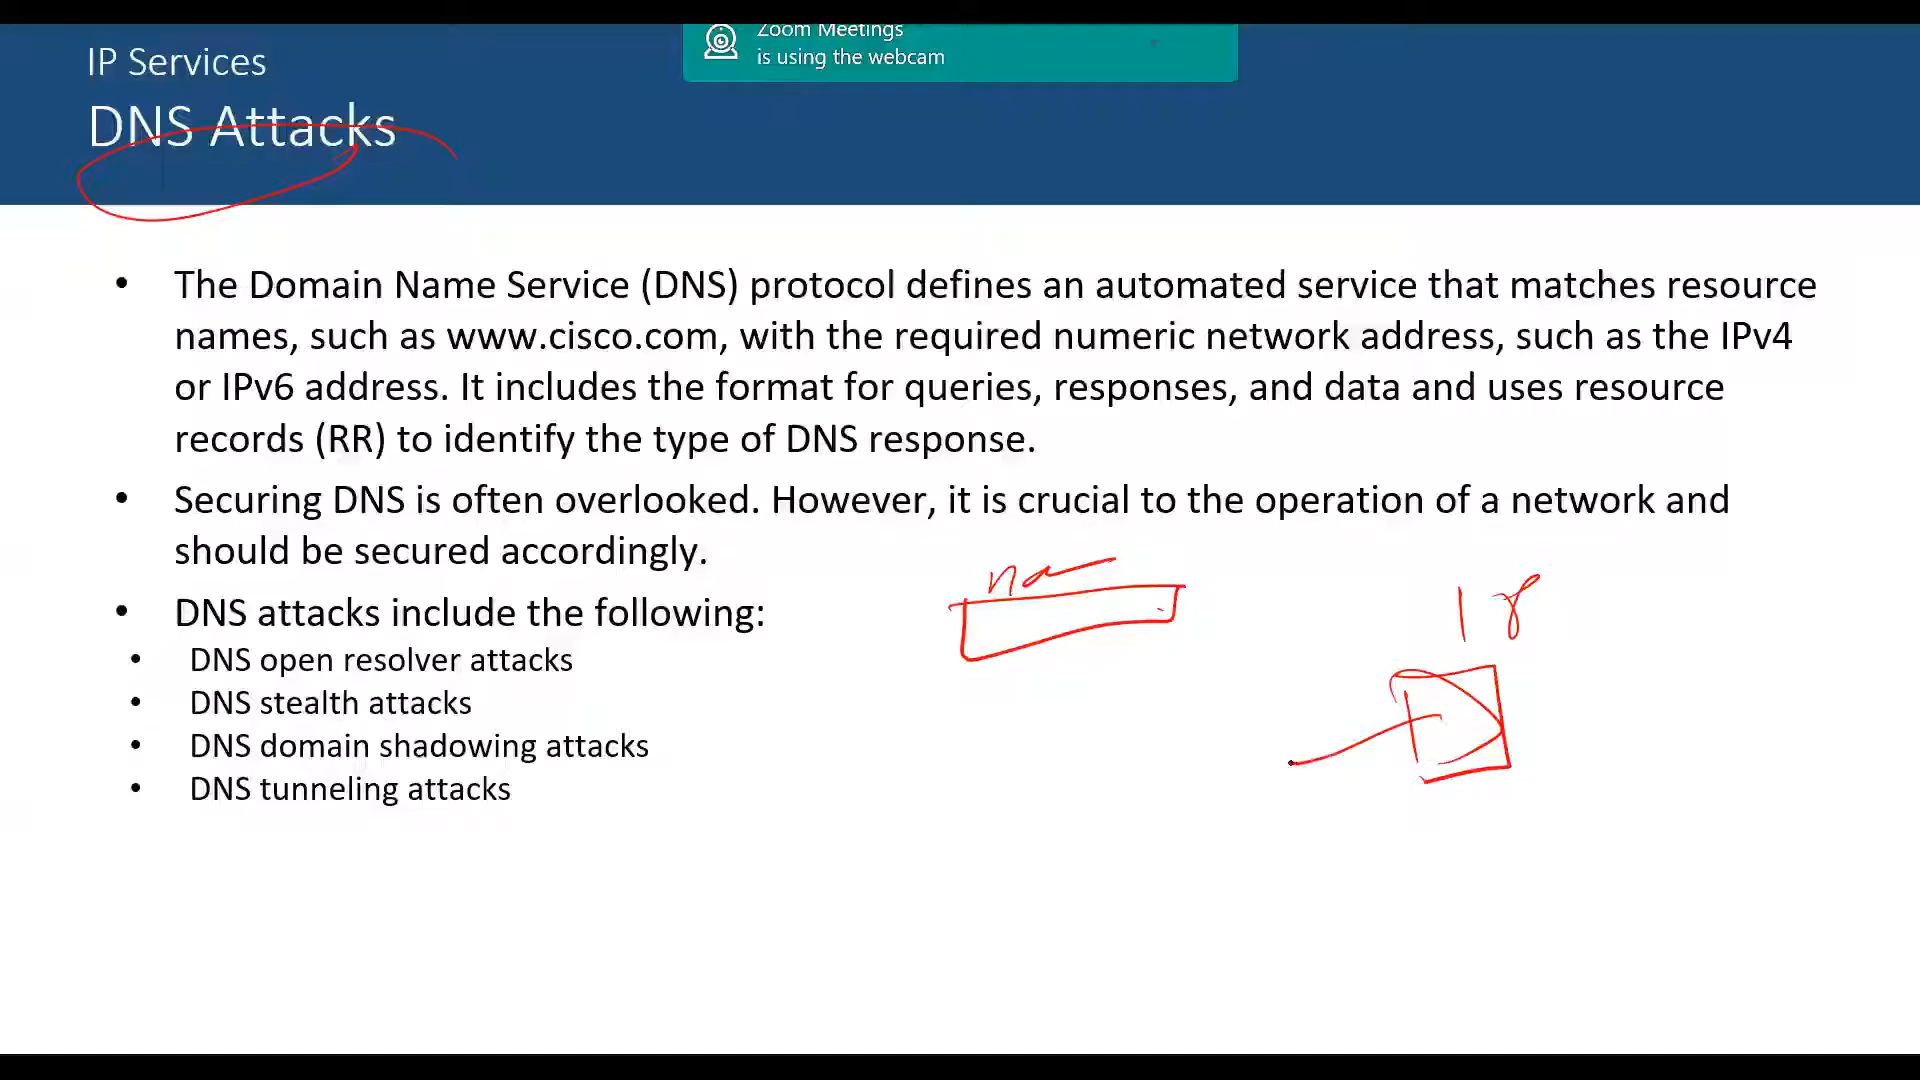 Zoom Meetings
is using the webcam
IP Services
DNS Attacks
• The Domain Name Service (DNS) protocol defines an automated service that matches resource
names, such as www.cisco.com, with the required numeric network address, such as the IPv4
or IPv6 address. It includes the format for queries, responses, and data and uses resource
records (RR) to identify the type of DNS response.
• Securing DNS is often overlooked. However, it is crucial to the operation of a network and
should be secured accordingly.
• DNS attacks include the following:
• DNS open resolver attacks
• DNS stealth attacks
• DNS domain shadowing attacks
• DNS tunneling attacks